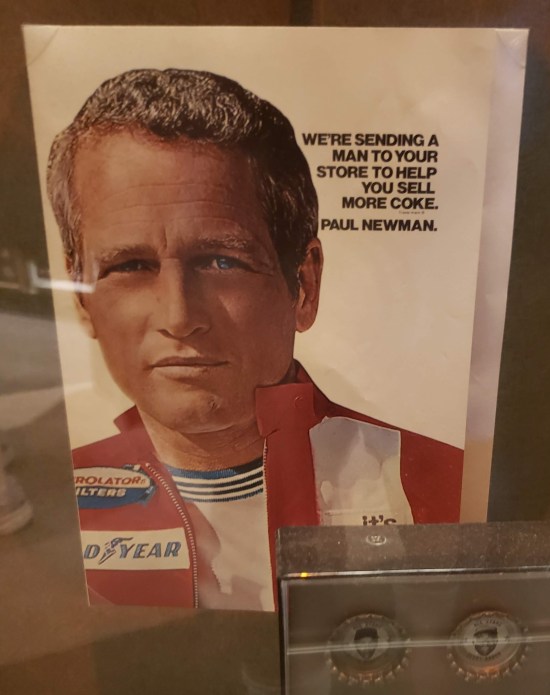 WE'RE SENDING A
MAN TO YOUR
STORE TO HELP
YOU SELL
MORE COKE.
PAUL NEWMAN.
ROLATOR
ILTERS
D YEAR
it's